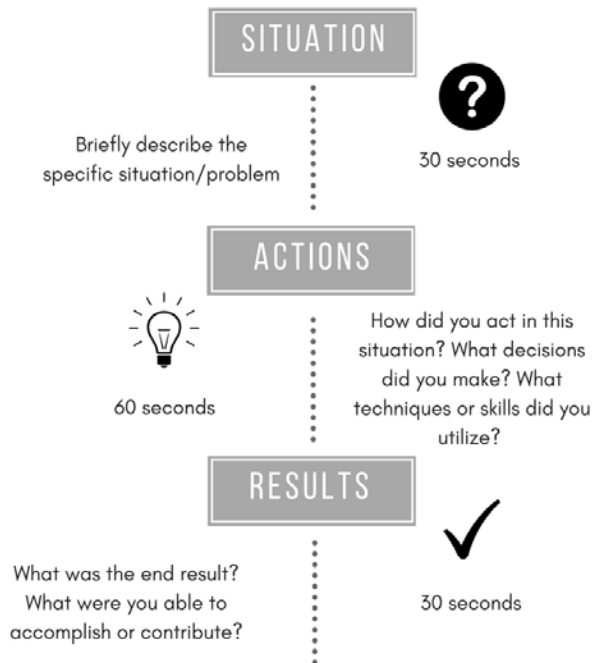 SITUATION
?
Briefly describe the
specific situation/problem
30 seconds
ACTIONS
60 seconds
How did you act in this
situation? What decisions
did you make? What
techniques or skills did you
utilize?
RESULTS
What was the end result?
What were you able to
accomplish or contribute?
30 seconds